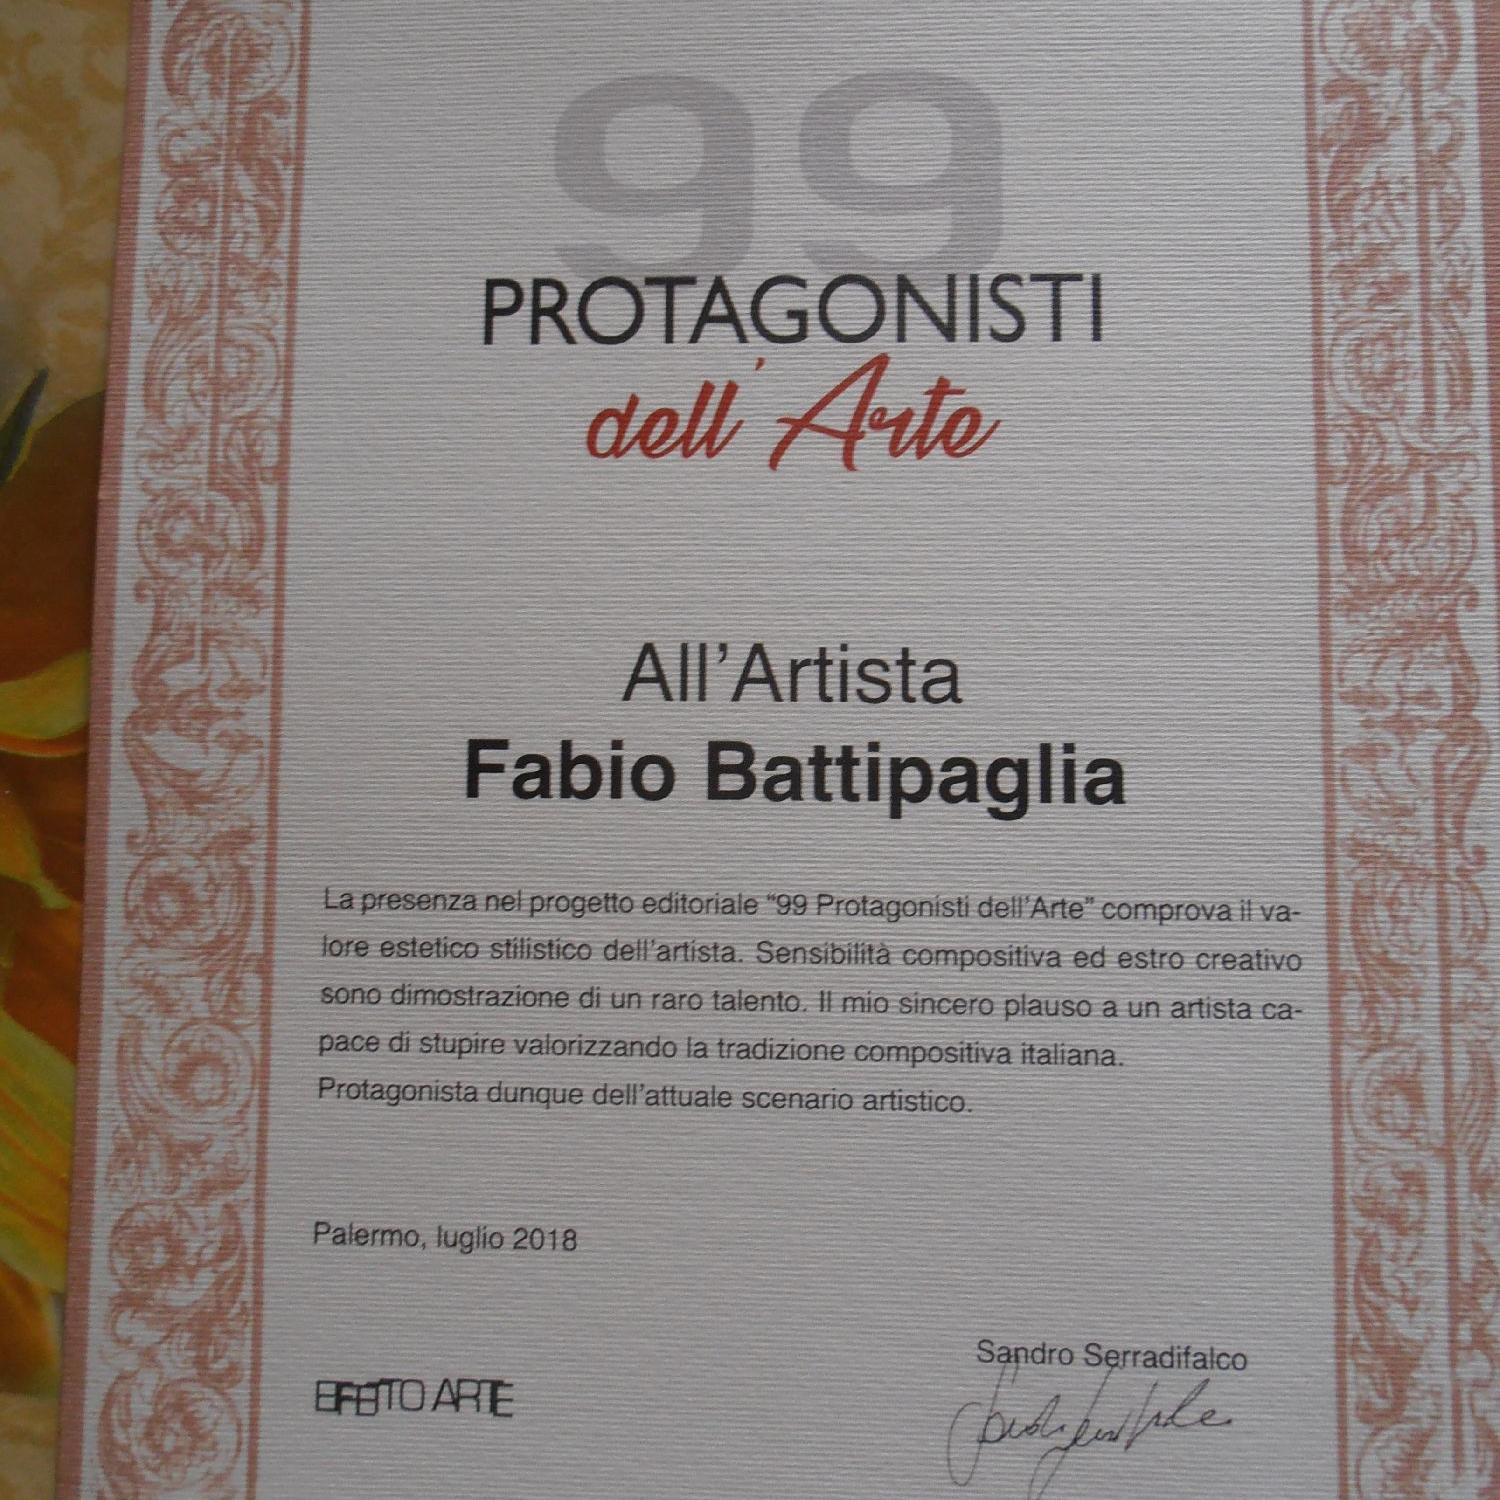 99
PROTAGONISTI
dell'Arte
All'Artista
Fabio Battipaglia
La presenza nel progetto editoriale “99 Protagonisti dell'Arte” comprova il va-
lore estetico stilistico dell'artista. Sensibilità compositiva ed estro creativo
sono dimostrazione di un raro talento. Il mio sincero plauso a un artista ca-
pace di stupire valorizzando la tradizione compositiva italiana.
Protagonista dunque dell'attuale scenario artistico.
Palermo, luglio 2018
Sandro Serradifalco
EFFETTO ARTE